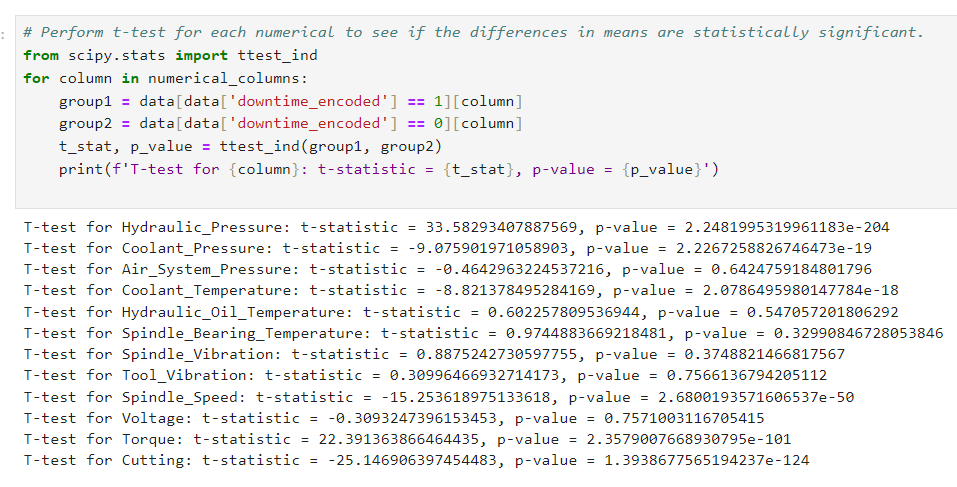 :
# Perform t-test for each numerical to see if the differences in means are statistically significant.
from scipy.stats import ttest_ind
for column in numerical_columns:
    group1 = data[data['downtime_encoded'] == 1][column]
    group2 = data[data['downtime_encoded'] == 0][column]
    t_stat, p_value = ttest_ind(group1, group2)
    print(f'T-test for {column}: t-statistic = {t_stat}, p-value = {p_value}')
T-test for Hydraulic_Pressure: t-statistic = 33.58293407887569, p-value = 2.2481995319961183e-204
T-test for Coolant_Pressure: t-statistic = -9.075901971058903, p-value = 2.2267258826746473e-19
T-test for Air_System_Pressure: t-statistic = -0.4642963224537216, p-value = 0.6424759184801796
T-test for Coolant_Temperature: t-statistic = -8.821378495284169, p-value = 2.0786495980147784e-18
T-test for Hydraulic_Oil_Temperature: t-statistic = 0.602257809536944, p-value = 0.547057201806292
T-test for Spindle_Bearing_Temperature: t-statistic = 0.9744883669218481, p-value = 0.32990846728053846
T-test for Spindle_Vibration: t-statistic = 0.8875242730597755, p-value = 0.3748821466817567
T-test for Tool_Vibration: t-statistic = 0.30996466932714173, p-value = 0.7566136794205112
T-test for Spindle_Speed: t-statistic = -15.253618975133618, p-value = 2.6800193571606537e-50
T-test for Voltage: t-statistic = -0.3093247396153453, p-value = 0.7571003116705415
T-test for Torque: t-statistic = 22.391363866464435, p-value = 2.3579007668930795e-101
T-test for Cutting: t-statistic = -25.146906397454483, p-value = 1.3938677565194237e-124